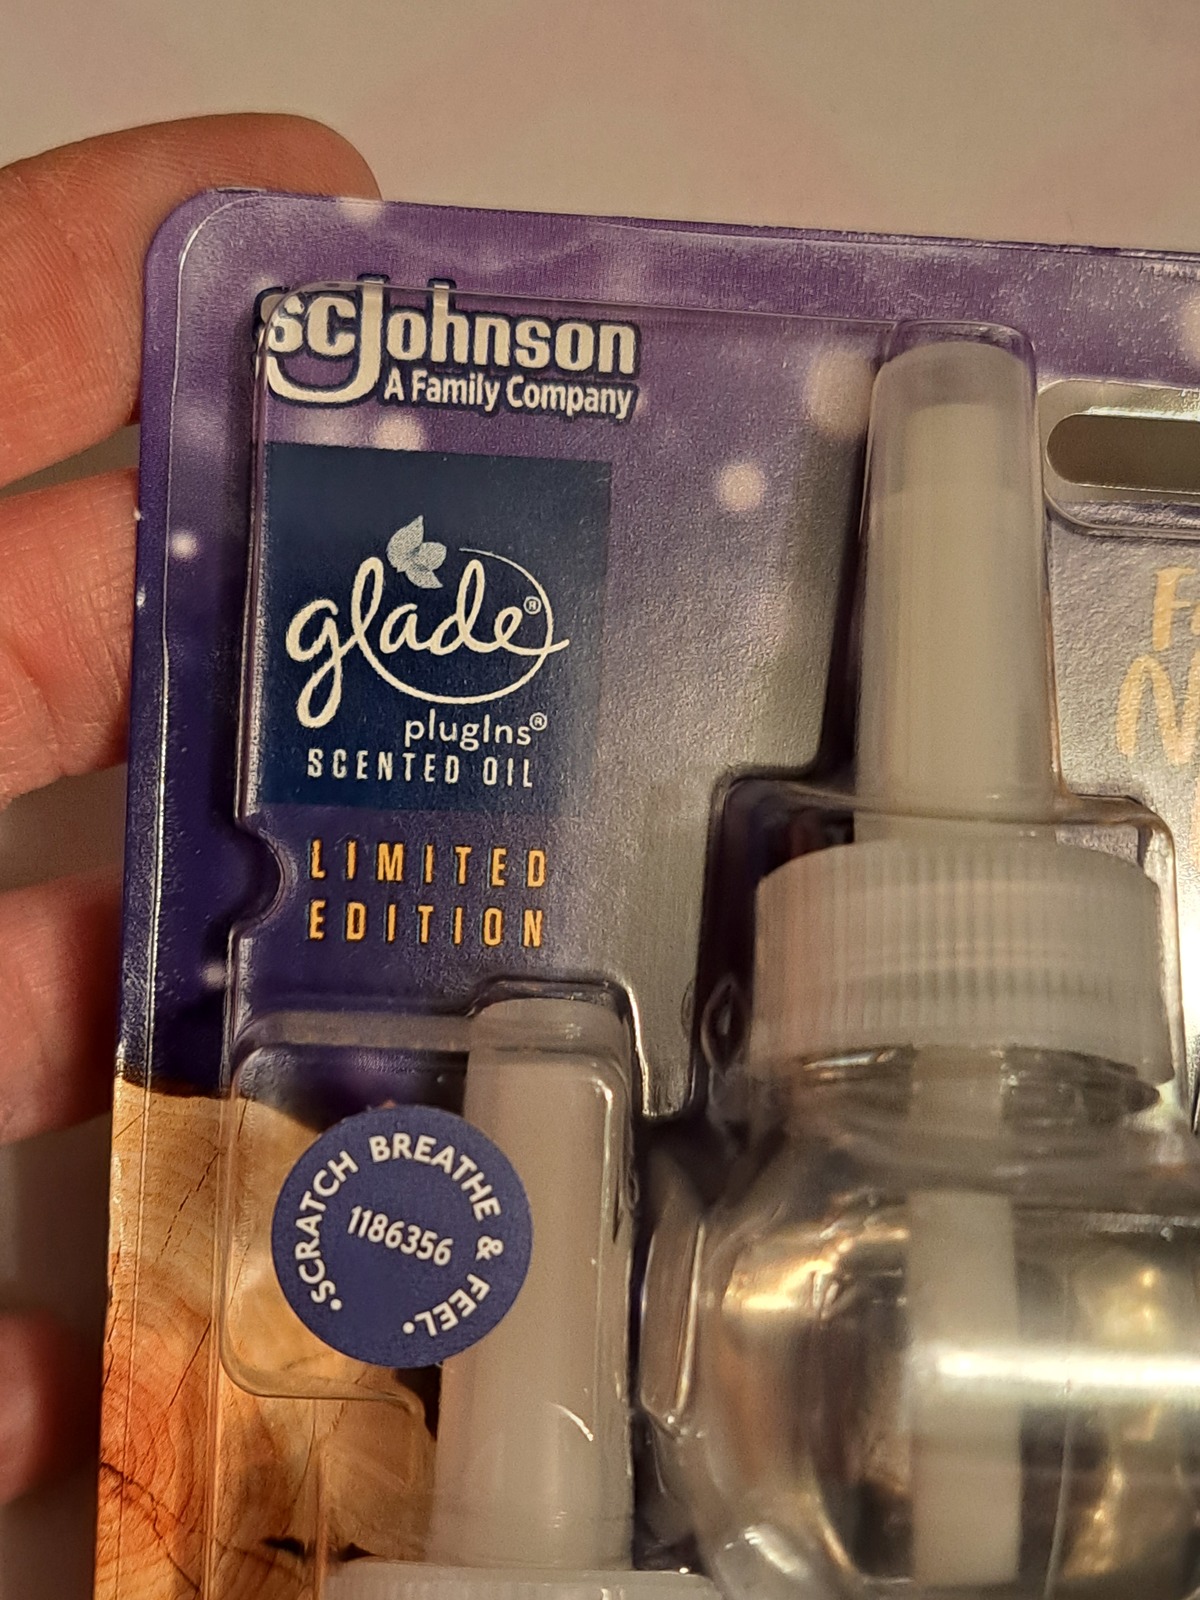 scJohnson
A Family Company
glade®
plugIns®
SCENTED OIL
LIMITED
EDITION
•SCRATCH BREATHE & FEEL•
1186356